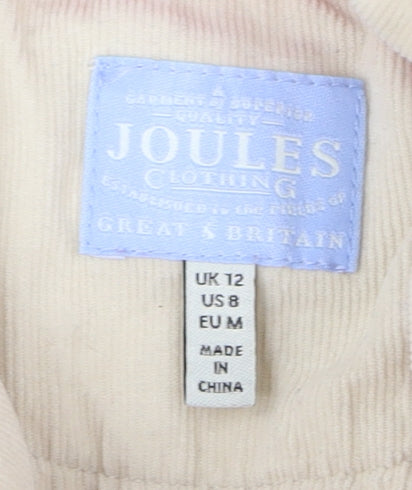 A
GARMENT of SUPERIOR
QUALITY
JOULES
CLOTHING
ESTABLISHED to the FIELDS OF
GREAT & BRITAIN
UK 12
US 8
EU M
MADE
IN
CHINA